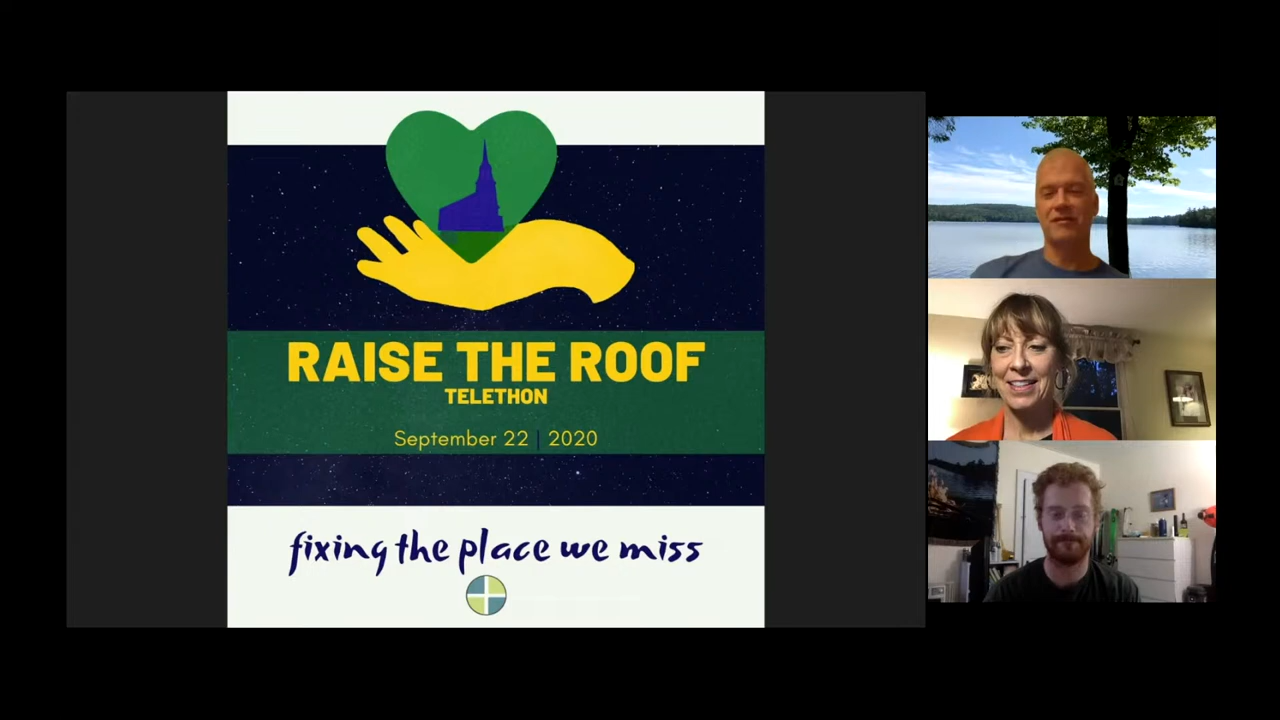 RAISE THE ROOF
TELETHON
September 22 | 2020
fixing the place we miss